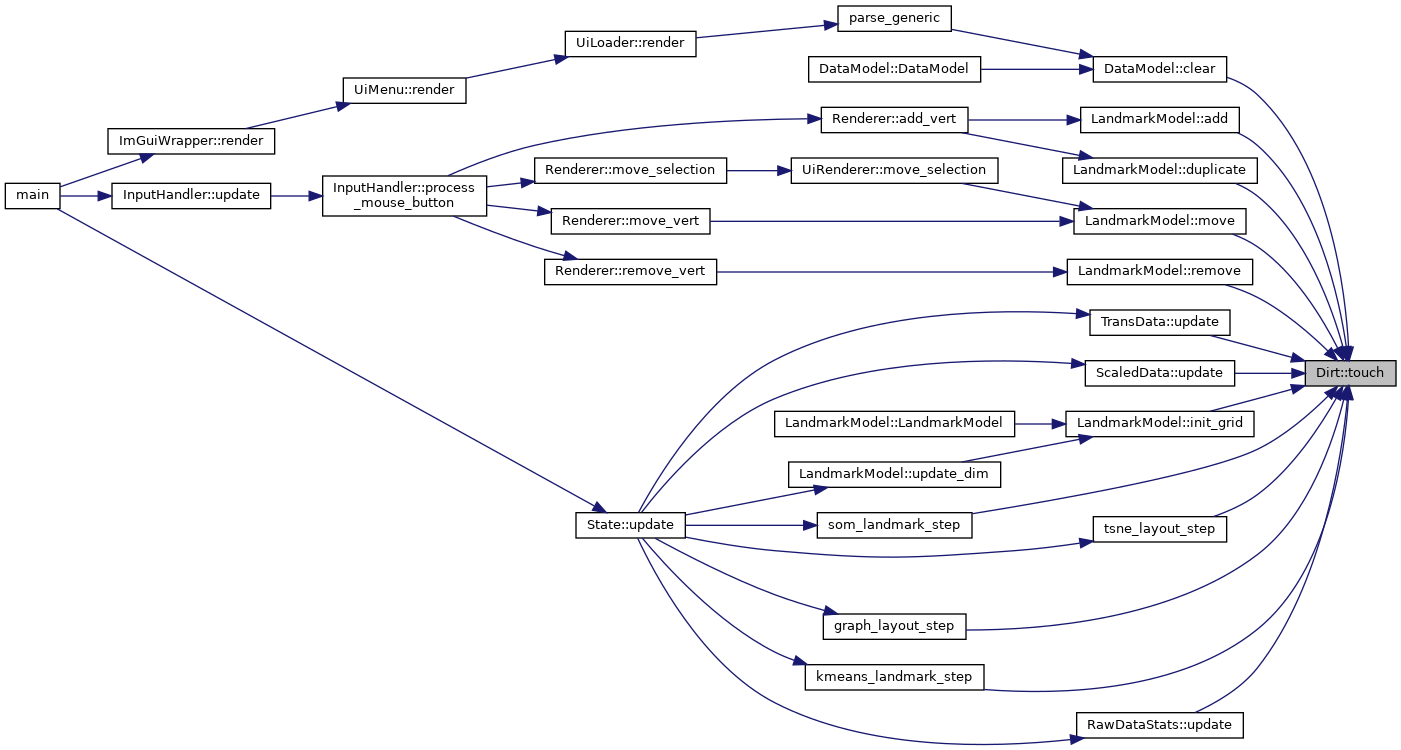 parse_generic
UiLoader::render
DataModel::DataModel
DataModel::clear
UiMenu::render
Renderer::add_vert
LandmarkModel::add
ImGuiWrapper::render
Renderer::move_selection
UiRenderer::move_selection
LandmarkModel::duplicate
main
InputHandler::update
InputHandler::process
_mouse_button
Renderer::move_vert
LandmarkModel::move
Renderer::remove_vert
LandmarkModel::remove
TransData::update
ScaledData::update
Dirt::touch
LandmarkModel::LandmarkModel
LandmarkModel::init_grid
LandmarkModel::update_dim
State::update
som_landmark_step
tsne_layout_step
graph_layout_step
kmeans_landmark_step
RawDataStats::update